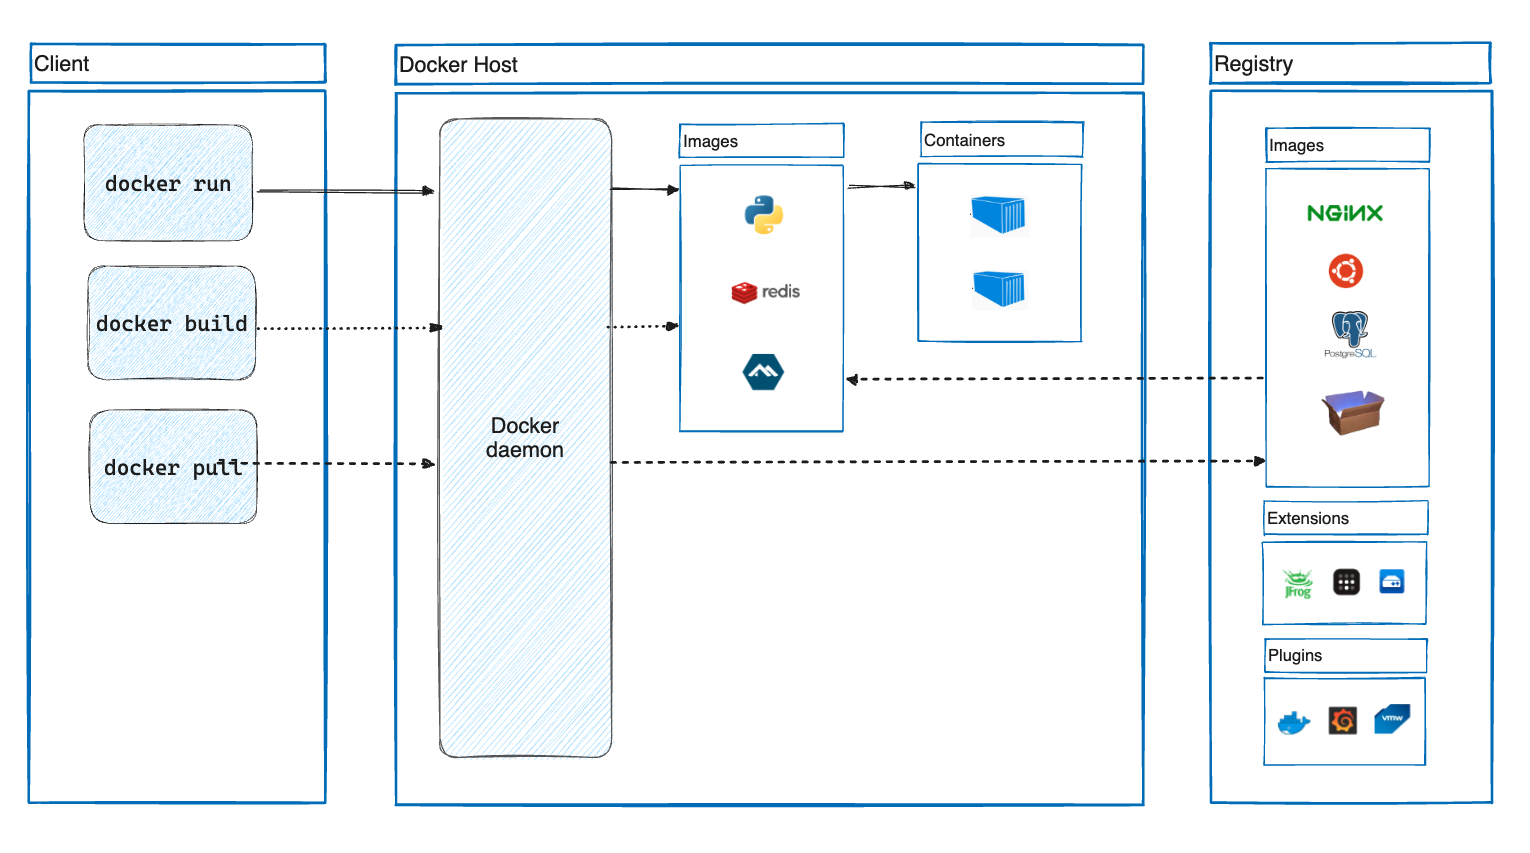 Client
docker run
docker build
docker pull
Docker Host
Docker
daemon
Images
redis
Containers
Registry
Images
NGINX
PostgreSQL
Extensions
JFrog
Plugins
vmw